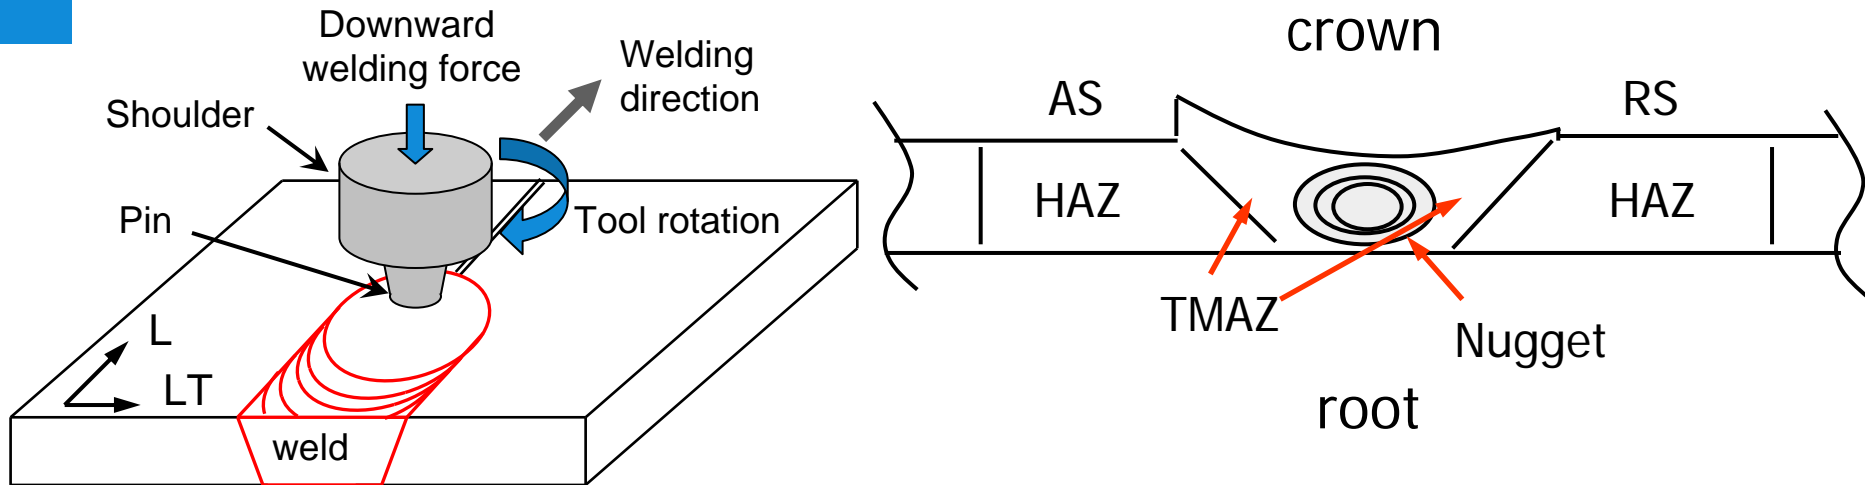 Downward
welding force
Welding
direction
Shoulder
Pin
Tool rotation
L
LT
weld
crown
AS
RS
HAZ
HAZ
TMAZ
Nugget
root